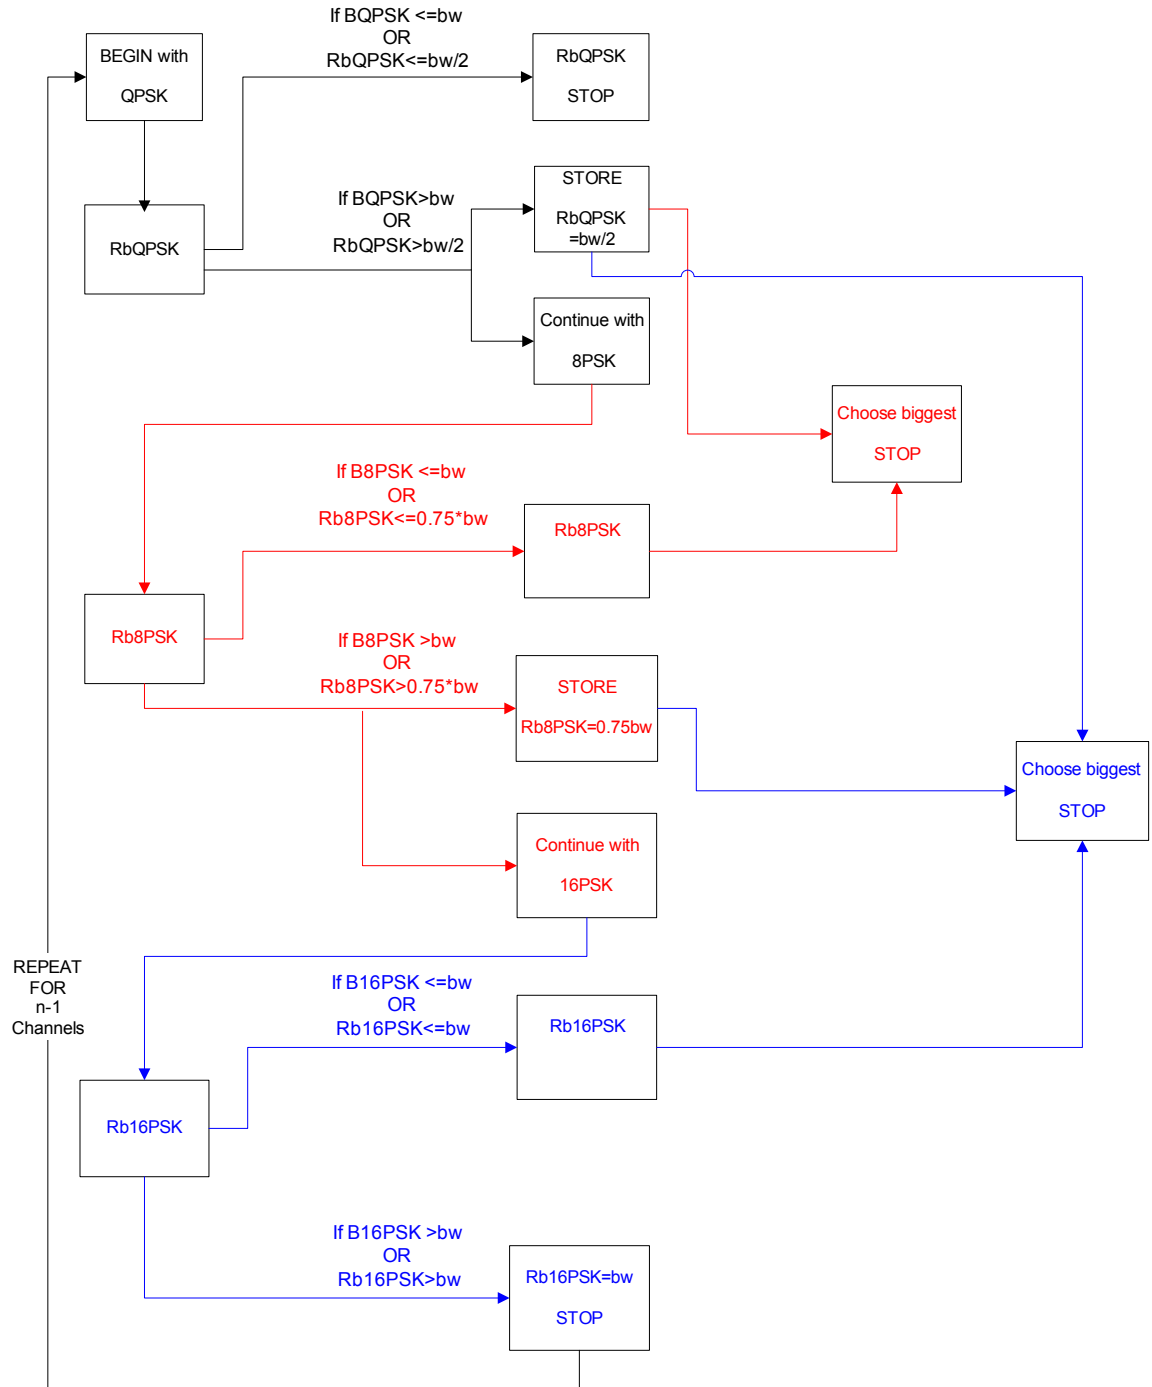 If BQPSK <=bw
OR
RbQPSK<=bw/2
BEGIN with
QPSK
RbQPSK
STOP
If BQPSK>bw
OR
RbQPSK>bw/2
STORE
RbQPSK
=bw/2
RbQPSK
Continue with
8PSK
Choose biggest
STOP
If B8PSK <=bw
OR
Rb8PSK<=0.75*bw
Rb8PSK
Rb8PSK
If B8PSK >bw
OR
Rb8PSK>0.75*bw
STORE
Rb8PSK=0.75bw
Choose biggest
STOP
Continue with
16PSK
REPEAT
FOR
n-1
Channels
If B16PSK <=bw
OR
Rb16PSK<=bw
Rb16PSK
Rb16PSK
If B16PSK >bw
OR
Rb16PSK>bw
Rb16PSK=bw
STOP